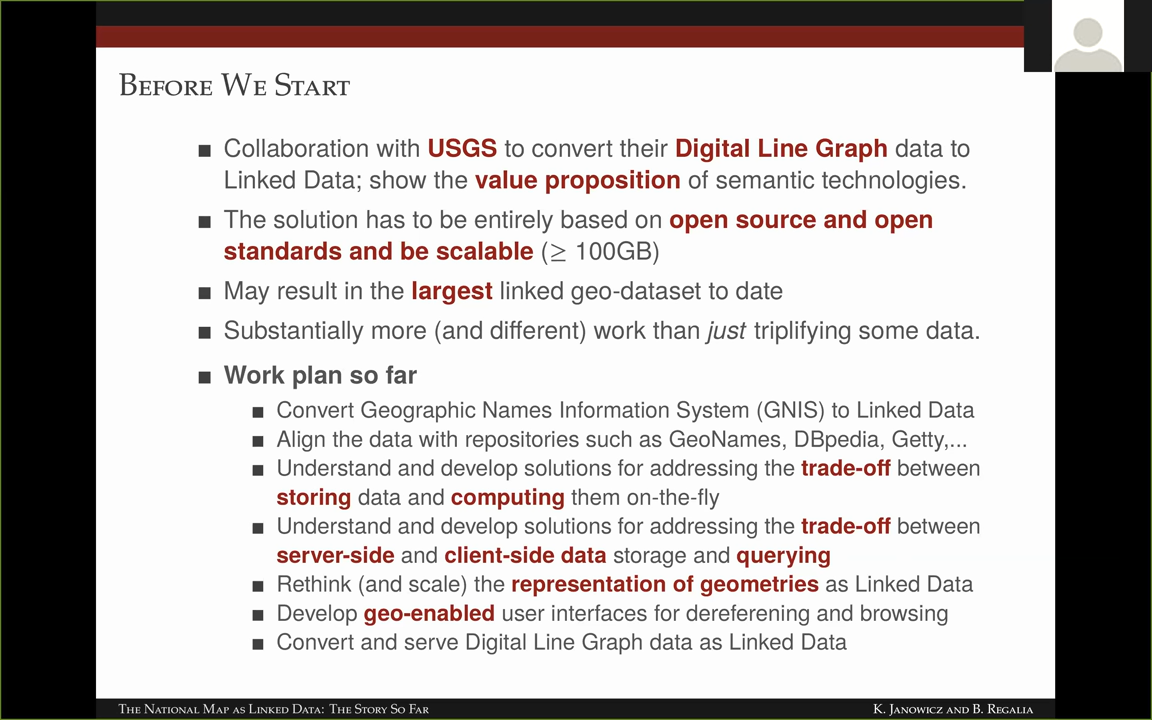 Before We Start
▪ Collaboration with USGS to convert their Digital Line Graph data to
Linked Data; show the value proposition of semantic technologies.
▪ The solution has to be entirely based on open source and open
standards and be scalable (≥ 100GB)
▪ May result in the largest linked geo-dataset to date
▪ Substantially more (and different) work than just triplifying some data.
▪ Work plan so far
▪ Convert Geographic Names Information System (GNIS) to Linked Data
▪ Align the data with repositories such as GeoNames, DBpedia, Getty,...
▪ Understand and develop solutions for addressing the trade-off between
storing data and computing them on-the-fly
▪ Understand and develop solutions for addressing the trade-off between
server-side and client-side data storage and querying
▪ Rethink (and scale) the representation of geometries as Linked Data
▪ Develop geo-enabled user interfaces for dereferening and browsing
▪ Convert and serve Digital Line Graph data as Linked Data
The National Map as Linked Data: The Story So Far
K. Janowicz and B. Regalia